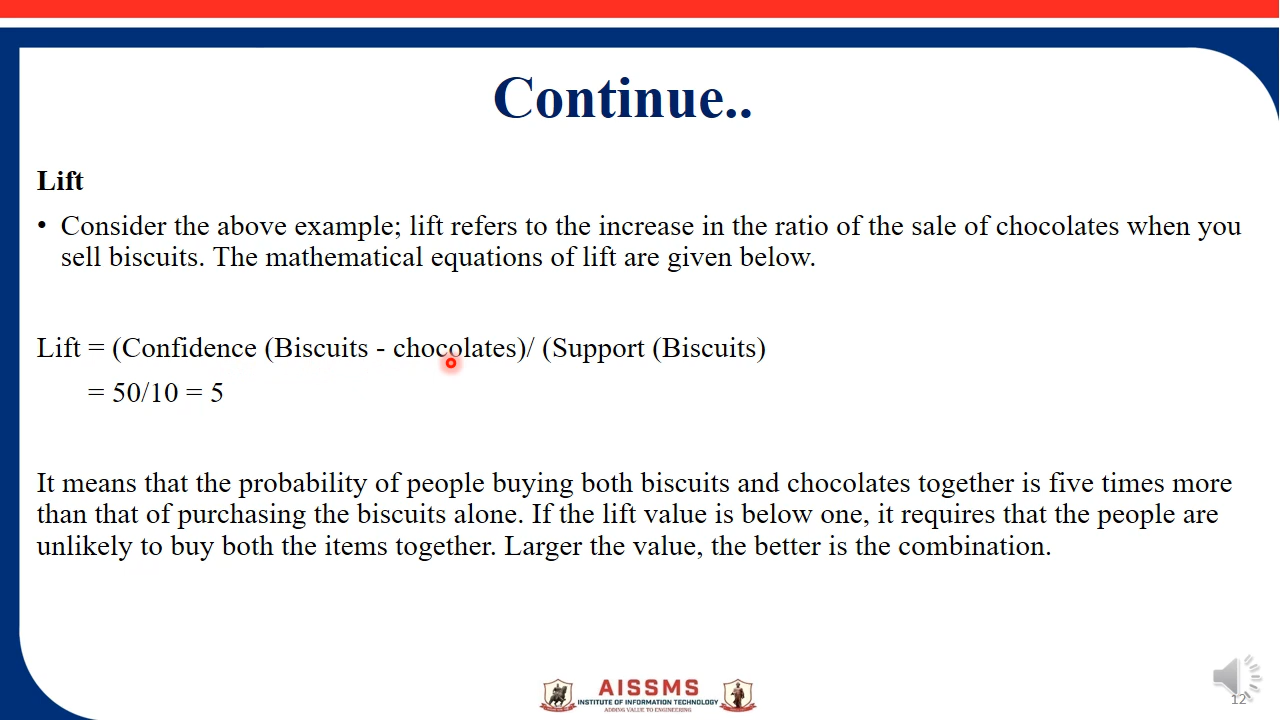 Continue..
Lift
• Consider the above example; lift refers to the increase in the ratio of the sale of chocolates when you
sell biscuits. The mathematical equations of lift are given below.
Lift = (Confidence (Biscuits - chocolates)/ (Support (Biscuits)
= 50/10 = 5
It means that the probability of people buying both biscuits and chocolates together is five times more
than that of purchasing the biscuits alone. If the lift value is below one, it requires that the people are
unlikely to buy both the items together. Larger the value, the better is the combination.
AISSMS
INSTITUTE OF INFORMATION TECHNOLOGY
ADDING VALUE TO ENGINEERING
12